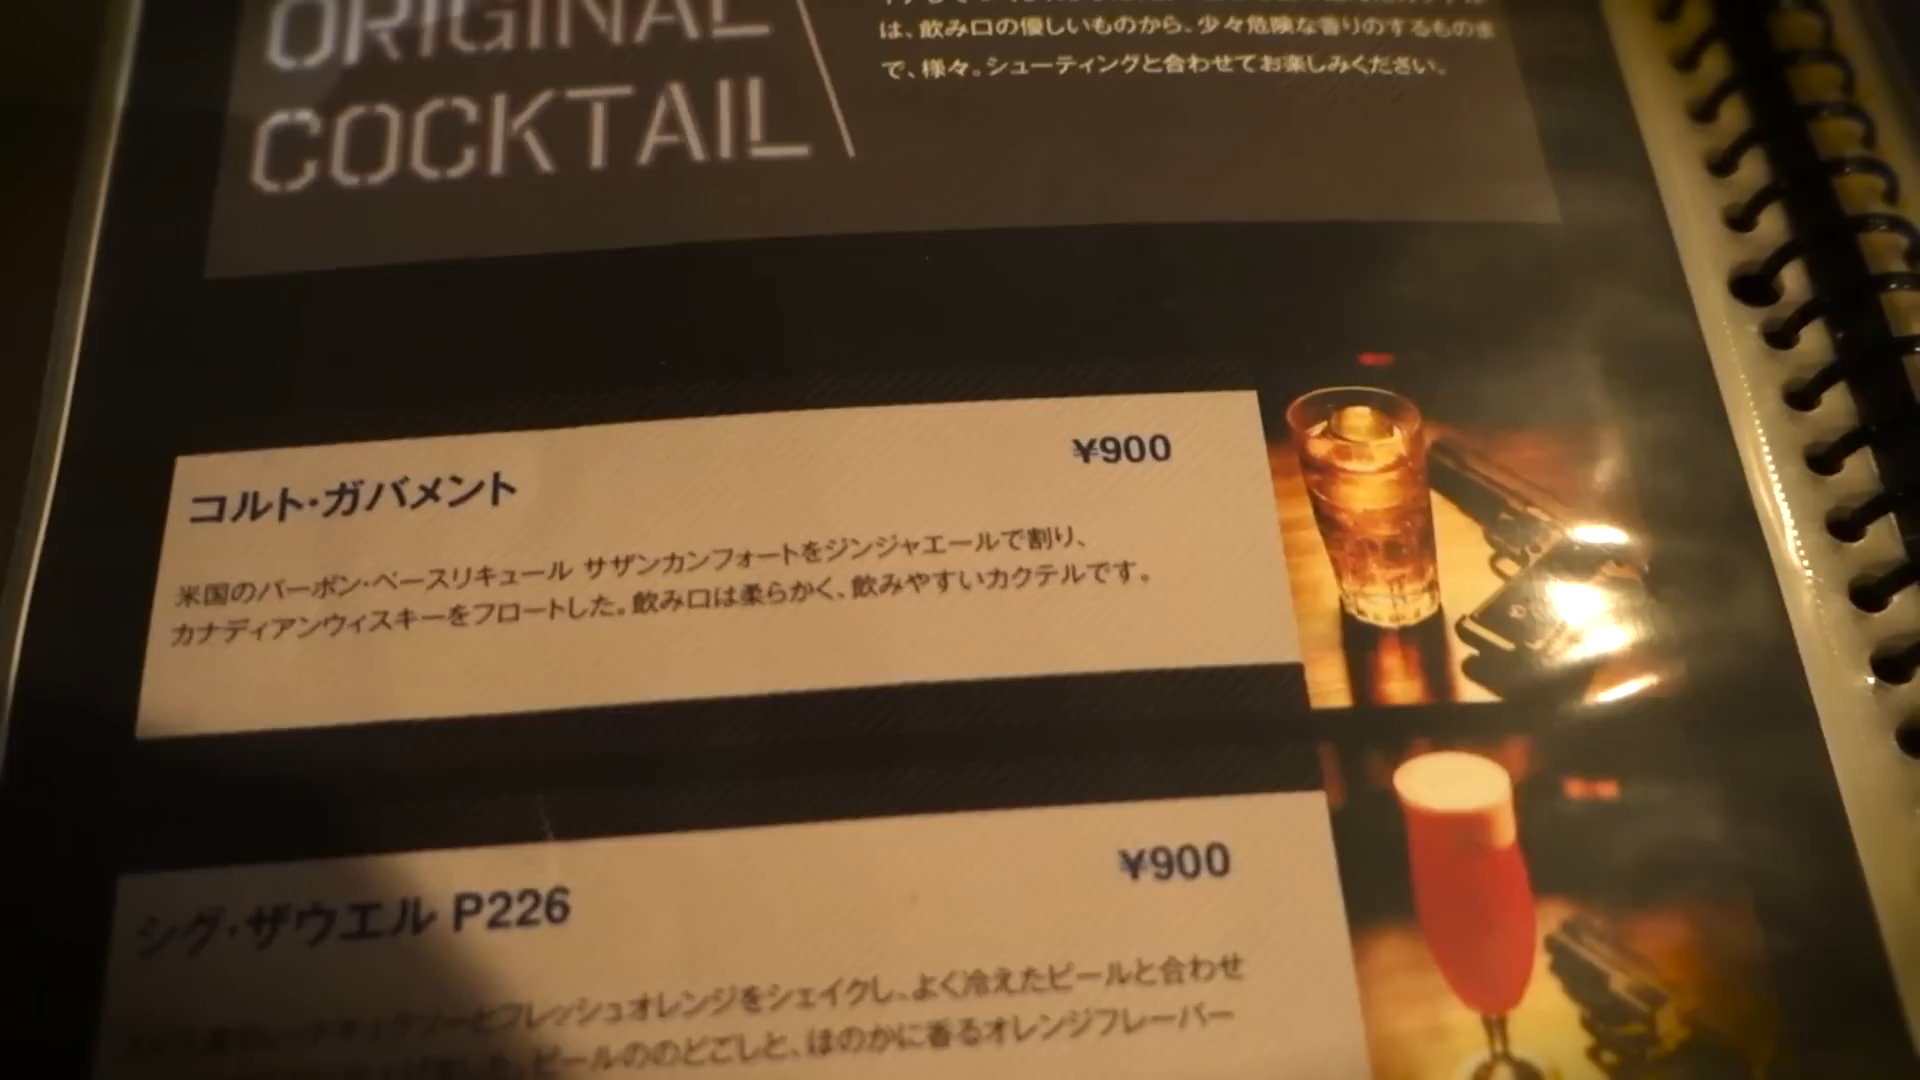 ORIGINAL
COCKTAIL
は、飲み口の優しいものから、少々危険な香りのするものま
で、様々。シューティングと合わせてお楽しみください。
コルト・ガバメント
¥900
米国のバーボン・ベースリキュール サザンカンフォートをジンジャエールで割り、
カナディアンウィスキーをフロートした。飲み口は柔らかく、飲みやすいカクテルです。
シグ・ザウエル P226
¥900
フレッシュオレンジをシェイクし、よく冷えたビールと合わせ
ビールののどごしと、ほのかに香るオレンジフレーバー